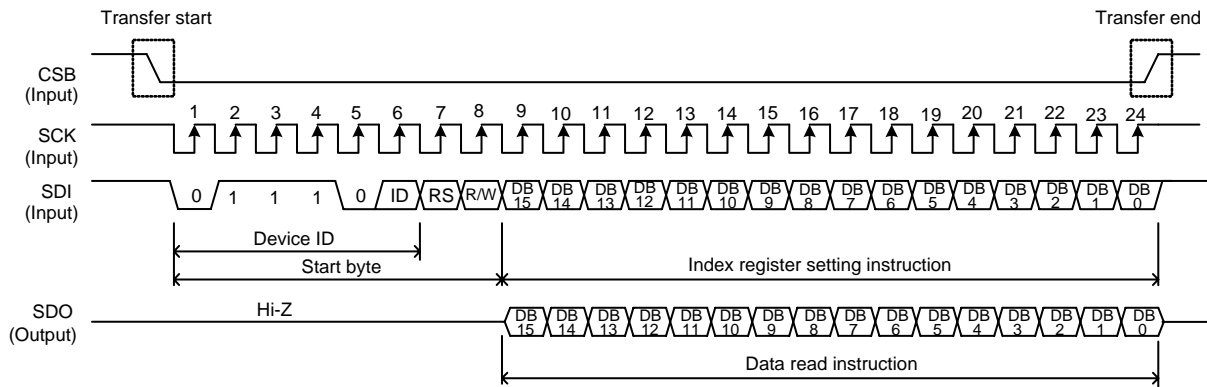 Transfer start Transfer end
CSB
(Input)
1 2 3 4 5 6 7 8 9 10 11 12 13 14 15 16 17 18 19 20 21 22 23 24
SCK
(Input)
SDI
(Input)
0 1 1 1 0 ID RS R/W DB 15 DB 14 DB 13 DB 12 DB 11 DB 10 DB 9 DB 8 DB 7 DB 6 DB 5 DB 4 DB 3 DB 2 DB 1 DB 0
Device ID
Start byte Index register setting instruction
SDO
(Output)
Hi-Z
DB 15 DB 14 DB 13 DB 12 DB 11 DB 10 DB 9 DB 8 DB 7 DB 6 DB 5 DB 4 DB 3 DB 2 DB 1 DB 0
Data read instruction